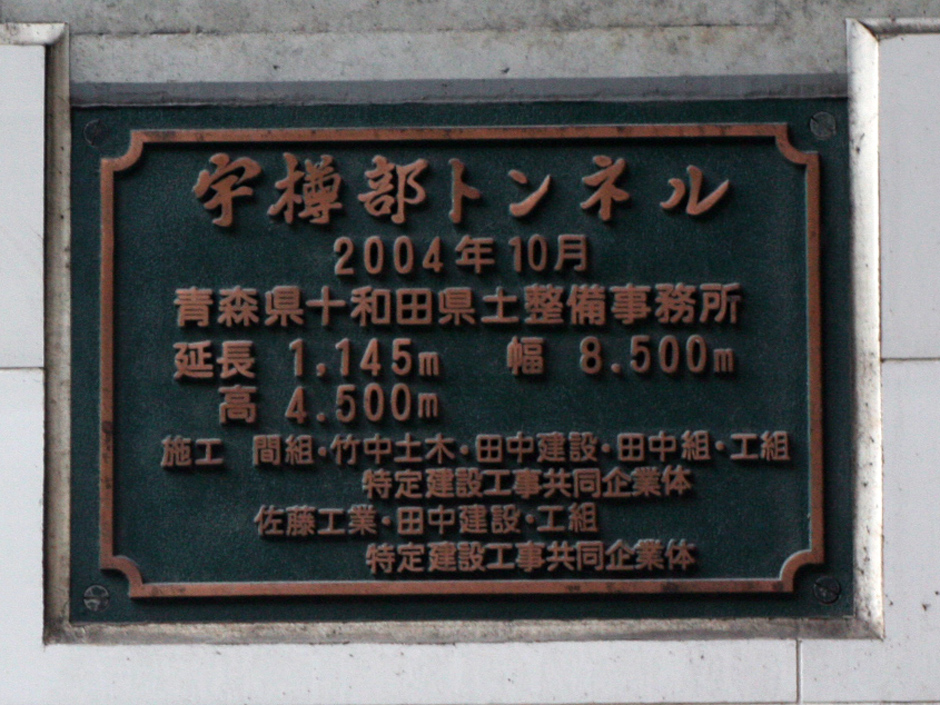 宇樽部トンネル
2004年10月
青森県十和田県土整備事務所
延長 1.145m 幅 8.500m
高 4.500m
施工 間組・竹中土木・田中建設・田中組・工組
特定建設工事共同企業体
佐藤工業・田中建設・工組
特定建設工事共同企業体